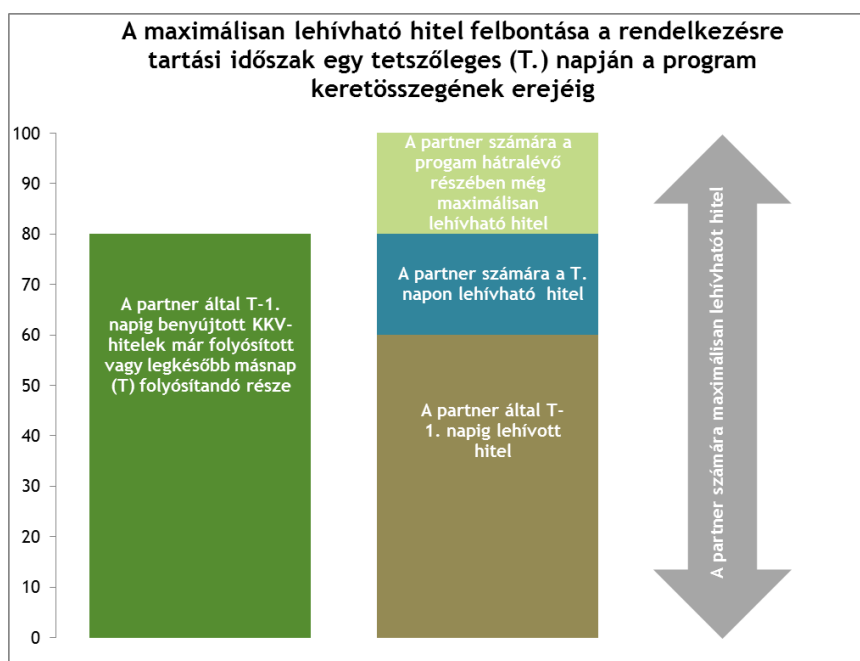 A maximálisan lehívható hitel felbontása a rendelkezésre
tartási időszak egy tetszőleges (T.) napján a program
keretösszegének erejéig
100
90
80
70
60
50
40
30
20
10
0
A partner által T-1.
napig benyújtott KKV-
hitelek már folyósított
vagy legkésőbb másnap
(T) folyósítandó része
A partner számára a
progam hátralévő
részében még
maximálisan
lehívható hitel
A partner számára a T.
napon lehívható hitel
A partner által T-
1. napig lehívott
hitel
A partner számára maximálisan lehívhatót hitel